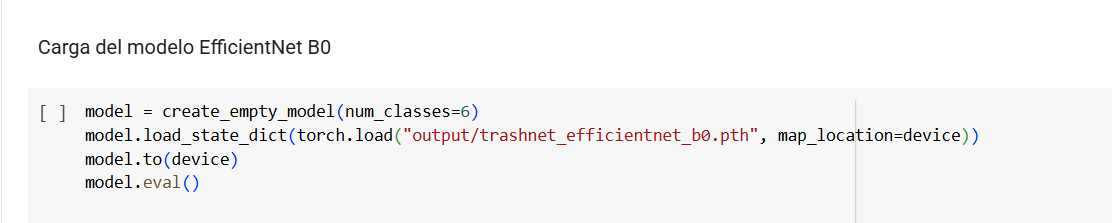 Carga del modelo EfficientNet B0
[ ] model = create_empty_model(num_classes=6)
model.load_state_dict(torch.load("output/trashnet_efficientnet_b0.pth", map_location=device))
model.to(device)
model.eval()